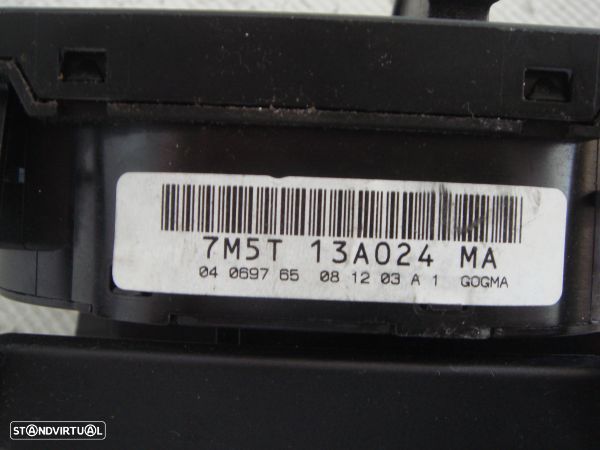 7M5T 13A024 MA
04 0697 65 08 12 03 A 1 GOGMA
STANDVIRTUAL